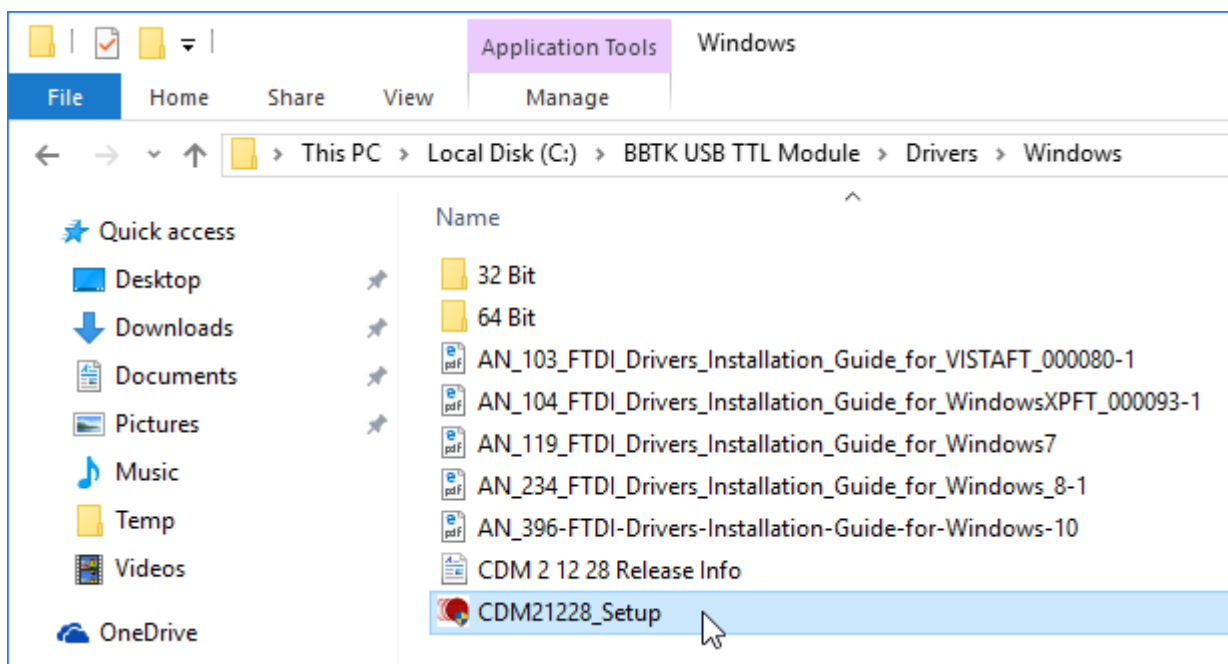 Application Tools Windows
File Home Share View Manage
This PC > Local Disk (C:) > BBTK USB TTL Module > Drivers > Windows
Name
Quick access
Desktop
Downloads
Documents
Pictures
Music
Temp
Videos
OneDrive
32 Bit
64 Bit
AN_103_FTDI_Drivers_Installation_Guide_for_VISTAFT_000080-1
AN_104_FTDI_Drivers_Installation_Guide_for_WindowsXPFT_000093-1
AN_119_FTDI_Drivers_Installation_Guide_for_Windows7
AN_234_FTDI_Drivers_Installation_Guide_for_Windows_8-1
AN_396-FTDI-Drivers-Installation-Guide-for-Windows-10
CDM 2 12 28 Release Info
CDM21228_Setup